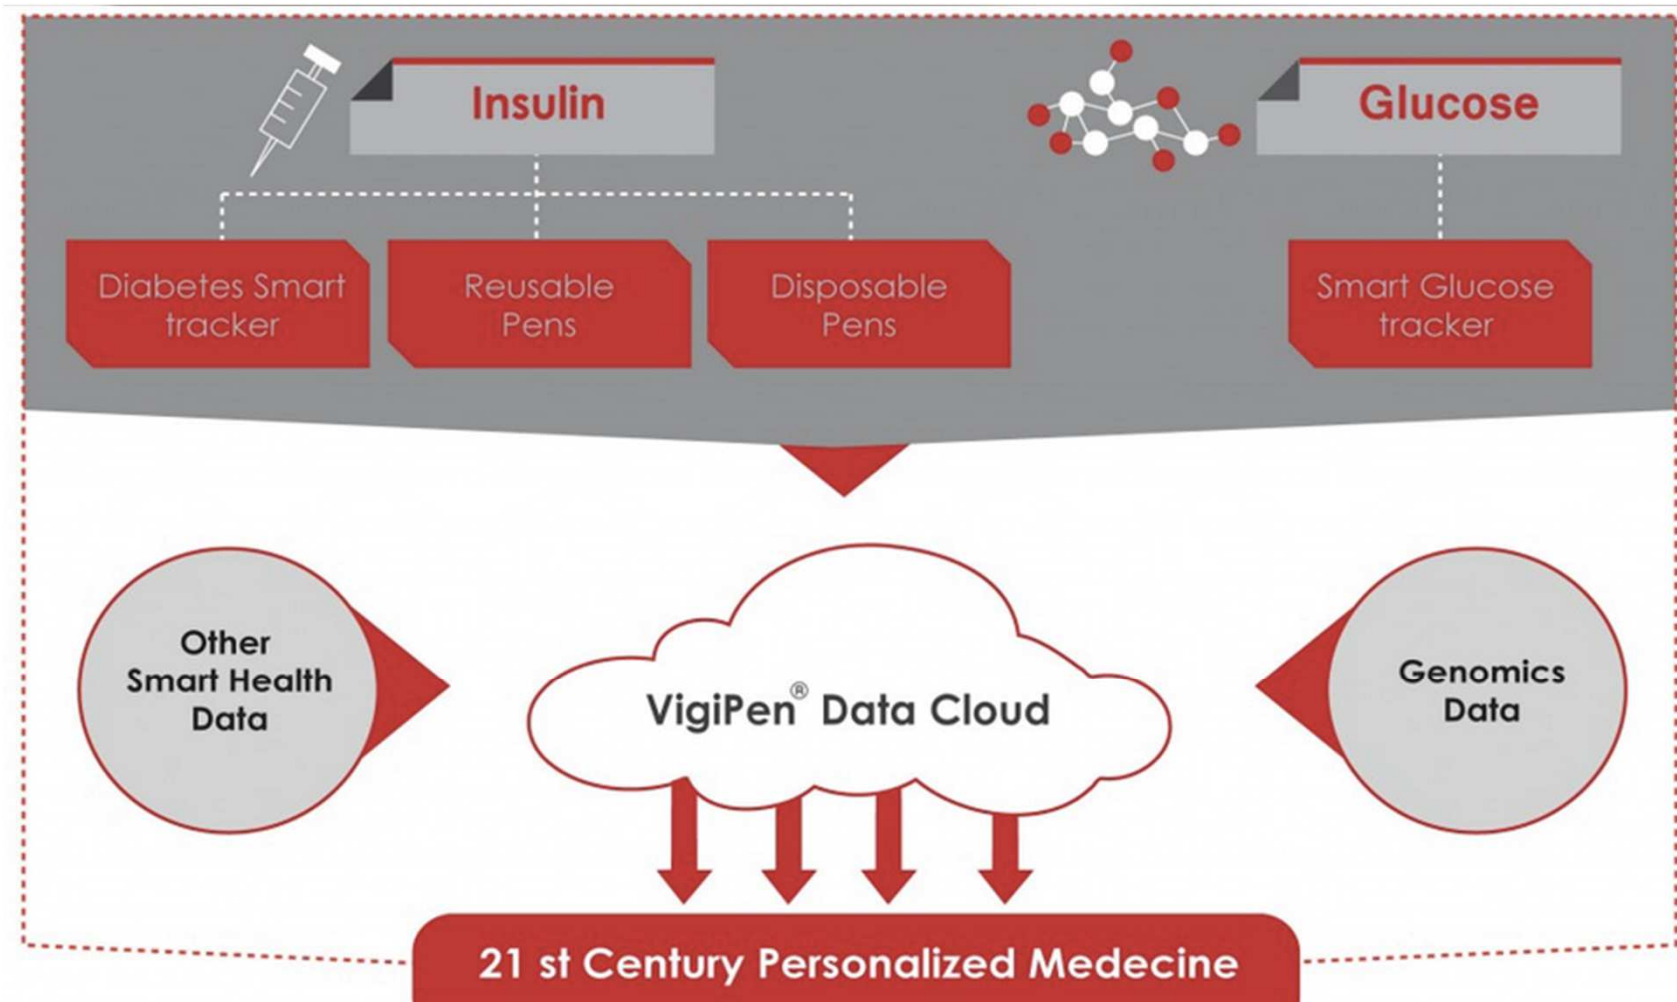 Insulin
Glucose
Diabetes Smart
tracker
Reusable
Pens
Disposable
Pens
Smart Glucose
tracker
Other
Smart Health
Data
VigiPen® Data Cloud
Genomics
Data
21 st Century Personalized Medecine